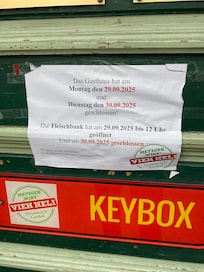 Das Gasthaus hat am
Montag den 29.09.2025
und
Dienstag den 30.09.2025
geschlossen!
Die Fleischbank hat am 29.09.2025 bis 12 Uhr
geöffnet
Und am 30.09.2025 geschlossen
METZGER
WIRT
VIEH HELI
METZGER
"WIRT"
VIEH HELI
KEYBOX